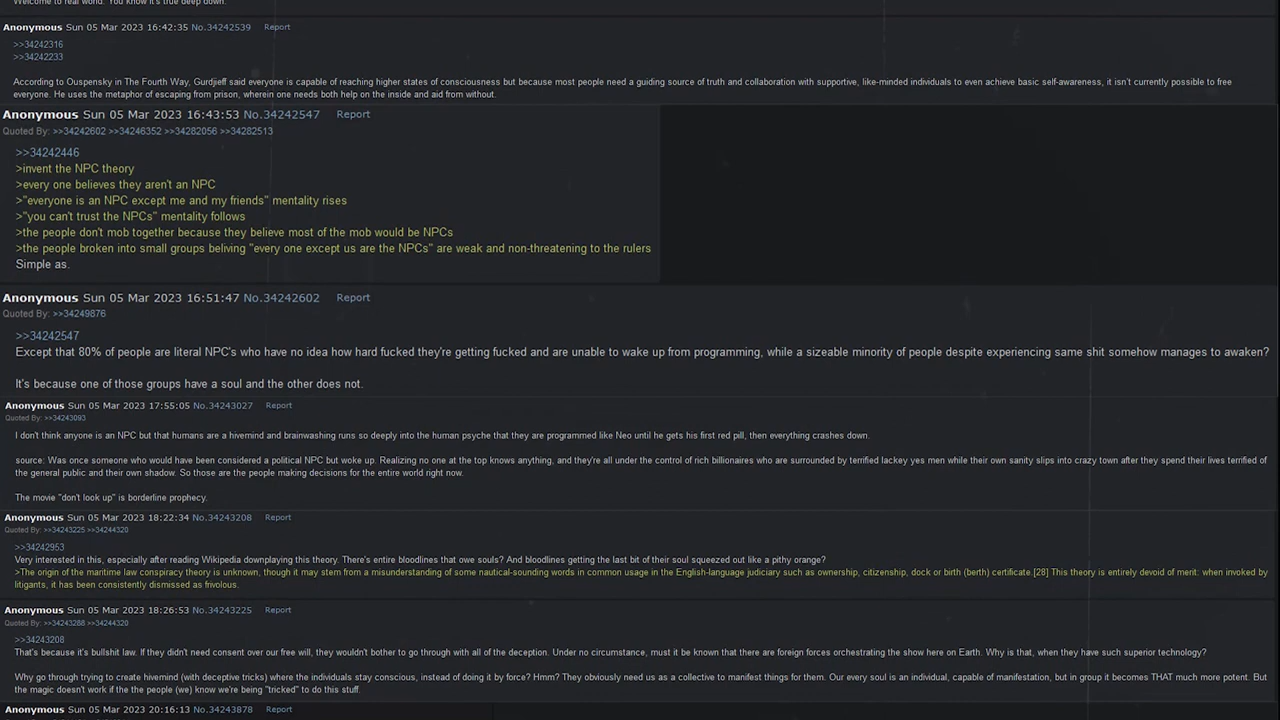 Welcome to real world. You know it's true deep down.
Anonymous Sun 05 Mar 2023 16:42:35 No.34242539 Report
>>34242316
>>34242233
According to Ouspensky in The Fourth Way, Gurdjieff said everyone is capable of reaching higher states of consciousness but because most people need a guiding source of truth and collaboration with supportive, like-minded individuals to even achieve basic self-awareness, it isn't currently possible to free
everyone. He uses the metaphor of escaping from prison, wherein one needs both help on the inside and aid from without.
Anonymous Sun 05 Mar 2023 16:43:53 No.34242547 Report
Quoted By: >>34242602 >>34246352 >>34282056 >>34282513
>>34242446
>invent the NPC theory
>every one believes they aren't an NPC
>"everyone is an NPC except me and my friends" mentality rises
>"you can't trust the NPCs" mentality follows
>the people don't mob together because they believe most of the mob would be NPCs
>the people broken into small groups beliving "every one except us are the NPCs" are weak and non-threatening to the rulers
Simple as.
Anonymous Sun 05 Mar 2023 16:51:47 No.34242602 Report
Quoted By: >>34249876
>>34242547
Except that 80% of people are literal NPC's who have no idea how hard fucked they're getting fucked and are unable to wake up from programming, while a sizeable minority of people despite experiencing same shit somehow manages to awaken?
It's because one of those groups have a soul and the other does not.
Anonymous Sun 05 Mar 2023 17:55:05 No.34243027 Report
Quoted By: >>34243093
I don't think anyone is an NPC but that humans are a hivemind and brainwashing runs so deeply into the human psyche that they are programmed like Neo until he gets his first red pill, then everything crashes down.
source: Was once someone who would have been considered a political NPC but woke up. Realizing no one at the top knows anything, and they're all under the control of rich billionaires who are surrounded by terrified lackey yes men while their own sanity slips into crazy town after they spend their lives terrified of
the general public and their own shadow. So those are the people making decisions for the entire world right now.
The movie "don't look up" is borderline prophecy.
Anonymous Sun 05 Mar 2023 18:22:34 No.34243208 Report
Quoted By: >>34243225 >>34244320
>>34242953
Very interested in this, especially after reading Wikipedia downplaying this theory. There's entire bloodlines that owe souls? And bloodlines getting the last bit of their soul squeezed out like a pithy orange?
>The origin of the maritime law conspiracy theory is unknown, though it may stem from a misunderstanding of some nautical-sounding words in common usage in the English-language judiciary such as ownership, citizenship, dock or birth (berth) certificate.[28] This theory is entirely devoid of merit: when invoked by
litigants, it has been consistently dismissed as frivolous.
Anonymous Sun 05 Mar 2023 18:26:53 No.34243225 Report
Quoted By: >>34243288 >>34244320
>>34243208
That's because it's bullshit law. If they didn't need consent over our free will, they wouldn't bother to go through with all of the deception. Under no circumstance, must it be known that there are foreign forces orchestrating the show here on Earth. Why is that, when they have such superior technology?
Why go through trying to create hivemind (with deceptive tricks) where the individuals stay conscious, instead of doing it by force? Hmm? They obviously need us as a collective to manifest things for them. Our every soul is an individual, capable of manifestation, but in group it becomes THAT much more potent. But
the magic doesn't work if the the people (we) know we're being "tricked" to do this stuff.
Anonymous Sun 05 Mar 2023 20:16:13 No.34243878 Report